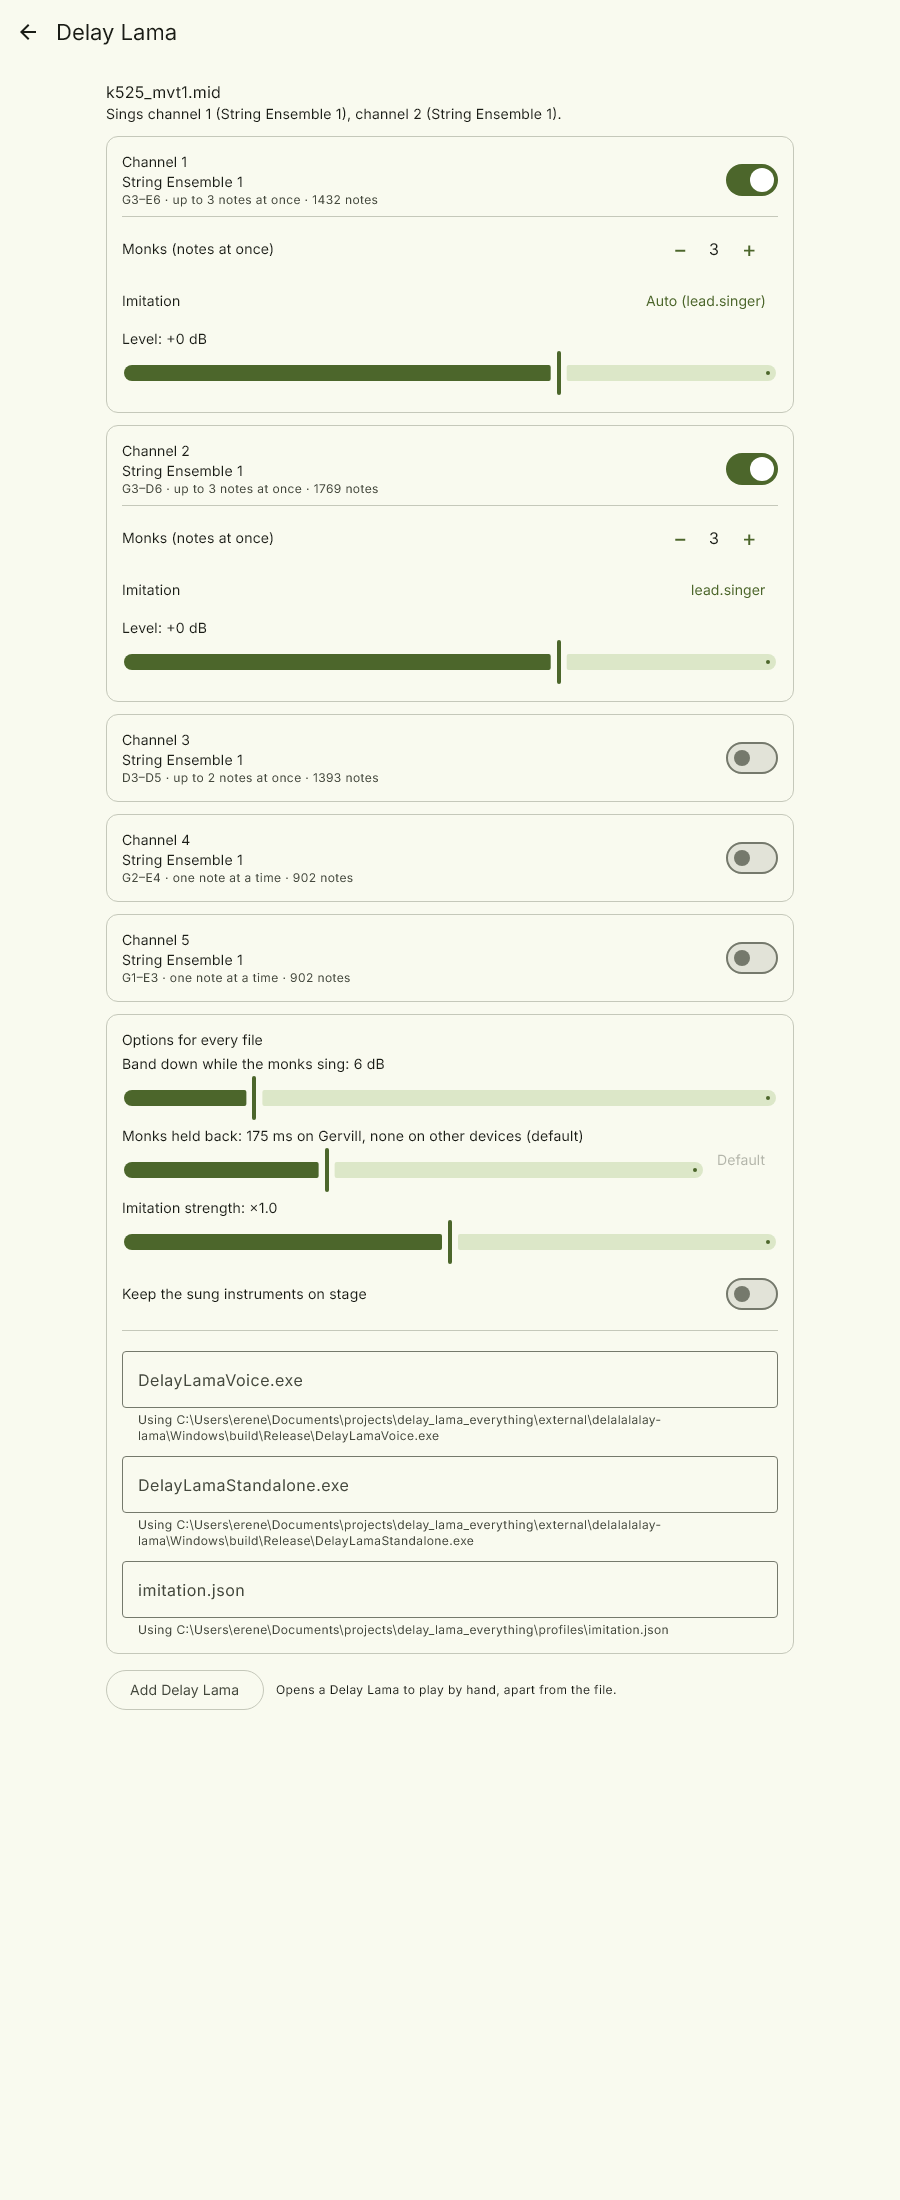 Delay Lama
k525_mvt1.mid
Sings channel 1 (String Ensemble 1), channel 2 (String Ensemble 1).
Channel 1
String Ensemble 1
G3–E6 · up to 3 notes at once · 1432 notes
Monks (notes at once)
− 3 +
Imitation
Auto (lead.singer)
Level: +0 dB
Channel 2
String Ensemble 1
G3–D6 · up to 3 notes at once · 1769 notes
Monks (notes at once)
− 3 +
Imitation
lead.singer
Level: +0 dB
Channel 3
String Ensemble 1
D3–D5 · up to 2 notes at once · 1393 notes
Channel 4
String Ensemble 1
G2–E4 · one note at a time · 902 notes
Channel 5
String Ensemble 1
G1–E3 · one note at a time · 902 notes
Options for every file
Band down while the monks sing: 6 dB
Monks held back: 175 ms on Gervill, none on other devices (default)
Default
Imitation strength: ×1.0
Keep the sung instruments on stage
DelayLamaVoice.exe
Using C:\Users\erene\Documents\projects\delay_lama_everything\external\delalalalay-
lama\Windows\build\Release\DelayLamaVoice.exe
DelayLamaStandalone.exe
Using C:\Users\erene\Documents\projects\delay_lama_everything\external\delalalalay-
lama\Windows\build\Release\DelayLamaStandalone.exe
imitation.json
Using C:\Users\erene\Documents\projects\delay_lama_everything\profiles\imitation.json
Add Delay Lama
Opens a Delay Lama to play by hand, apart from the file.